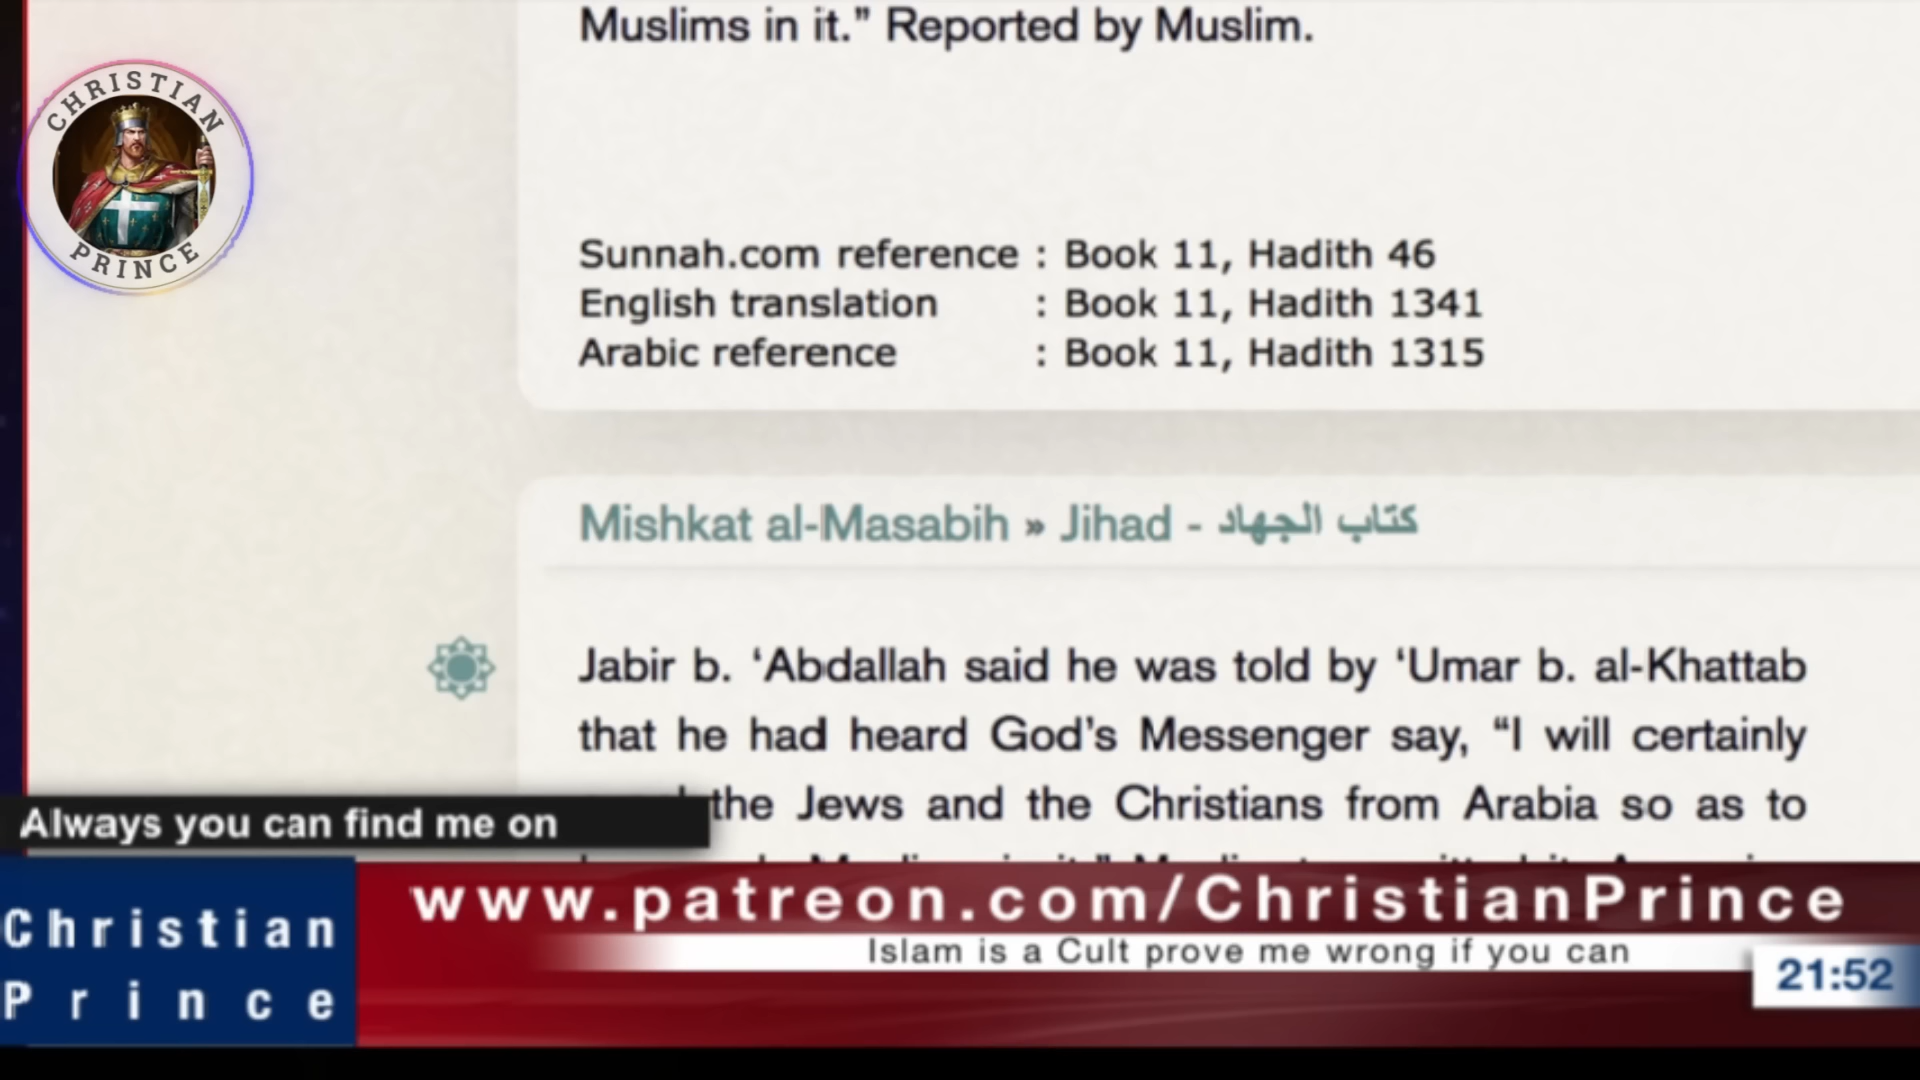 Muslims in it.” Reported by Muslim.
CHRISTIAN
PRINCE
Sunnah.com reference : Book 11, Hadith 46
English translation : Book 11, Hadith 1341
Arabic reference : Book 11, Hadith 1315
Mishkat al-Masabih » Jihad - كتاب الجهاد
Jabir b. ‘Abdallah said he was told by ‘Umar b. al-Khattab
that he had heard God’s Messenger say, “I will certainly
the Jews and the Christians from Arabia so as to
Always you can find me on
www.patreon.com/ChristianPrince
Christian
Prince
Islam is a Cult prove me wrong if you can
21:52